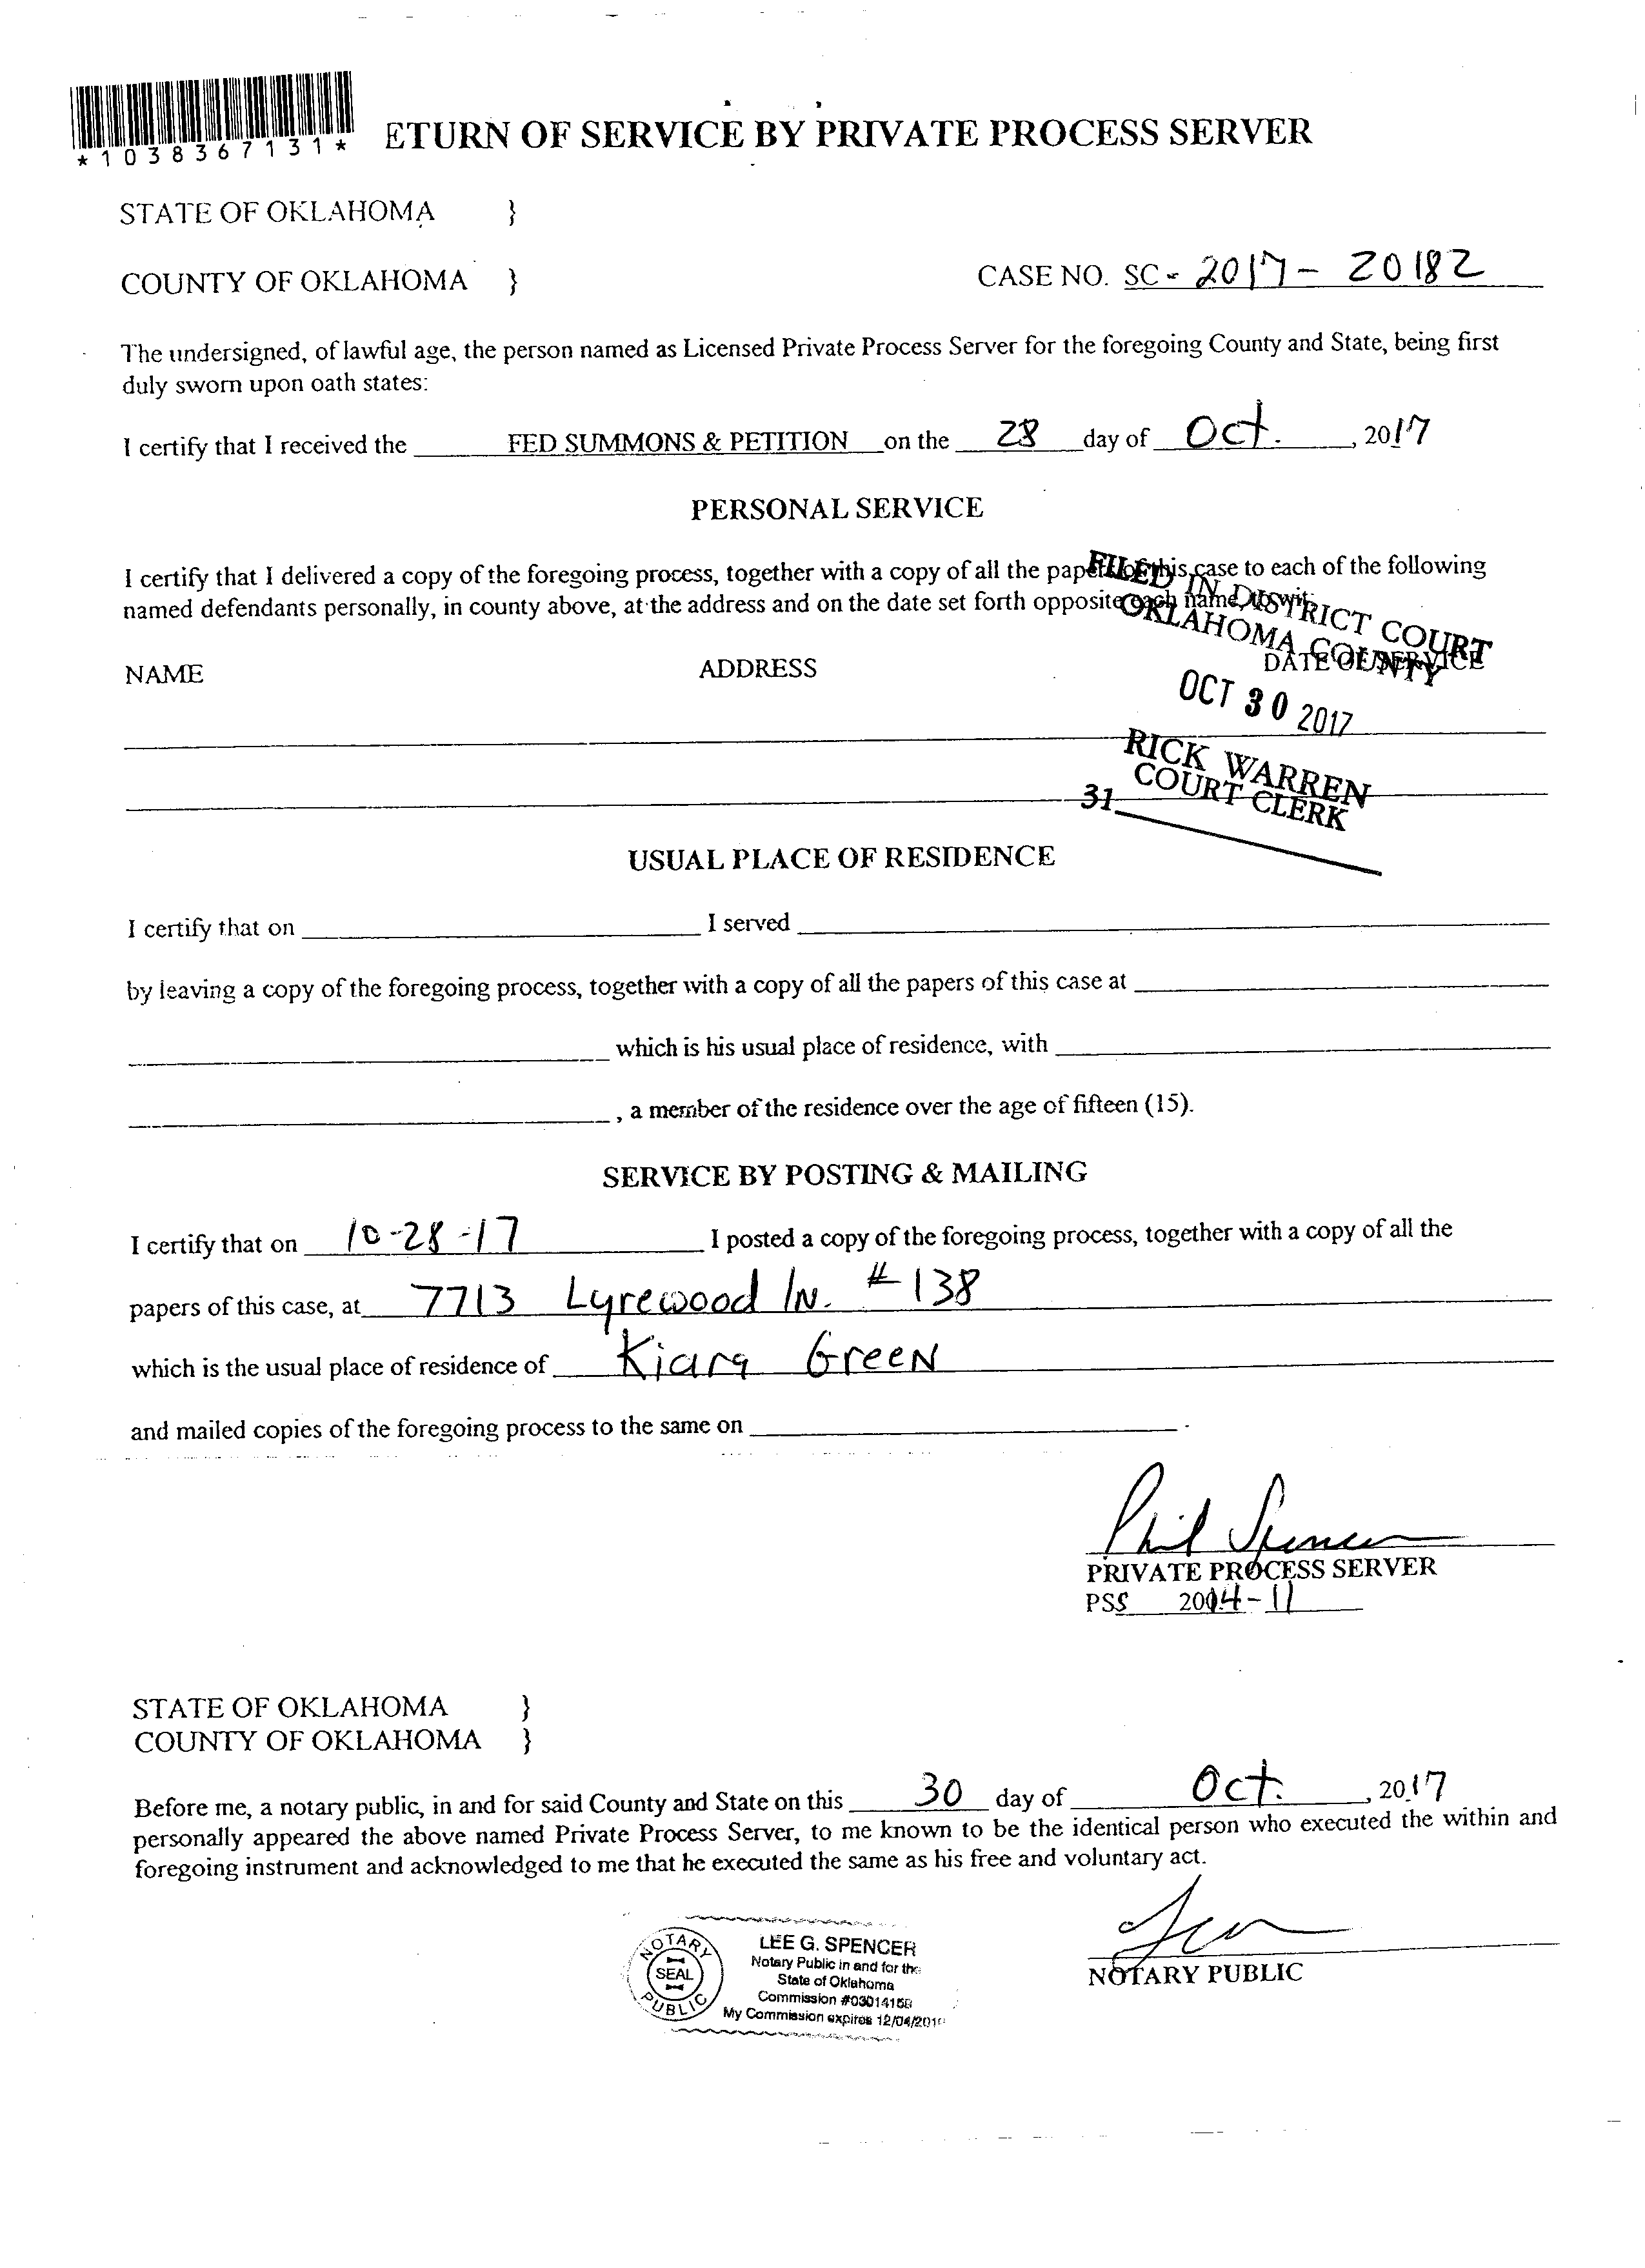 *1038367131*
ETURN OF SERVICE BY PRIVATE PROCESS SERVER
STATE OF OKLAHOMA }
COUNTY OF OKLAHOMA } CASE NO. SC - 2017 - 20182
The undersigned, of lawful age, the person named as Licensed Private Process Server for the foregoing County and State, being first
duly sworn upon oath states:
I certify that I received the FED SUMMONS & PETITION on the 28 day of Oct. , 2017
PERSONAL SERVICE
I certify that I delivered a copy of the foregoing process, together with a copy of all the papers of this case to each of the following
named defendants personally, in county above, at the address and on the date set forth opposite each name, to wit:
FILED IN DISTRICT COURT
OKLAHOMA COUNTY
NAME ADDRESS DATE OF SERVICE
OCT 30 2017
RICK WARREN
COURT CLERK
31
USUAL PLACE OF RESIDENCE
I certify that on I served
by leaving a copy of the foregoing process, together with a copy of all the papers of this case at
which is his usual place of residence, with
, a member of the residence over the age of fifteen (15).
SERVICE BY POSTING & MAILING
I certify that on 10-28-17 I posted a copy of the foregoing process, together with a copy of all the
papers of this case, at 7713 Lyrewood ln. #138
which is the usual place of residence of Kiara Green
and mailed copies of the foregoing process to the same on .
Phil Spencer
PRIVATE PROCESS SERVER
PSS 2004-11
STATE OF OKLAHOMA }
COUNTY OF OKLAHOMA }
Before me, a notary public, in and for said County and State on this 30 day of Oct. , 2017
personally appeared the above named Private Process Server, to me known to be the identical person who executed the within and
foregoing instrument and acknowledged to me that he executed the same as his free and voluntary act.
NOTARY PUBLIC
NOTARY PUBLIC SEAL
LEE G. SPENCER
Notary Public in and for the
State of Oklahoma
Commission
My Commission expires